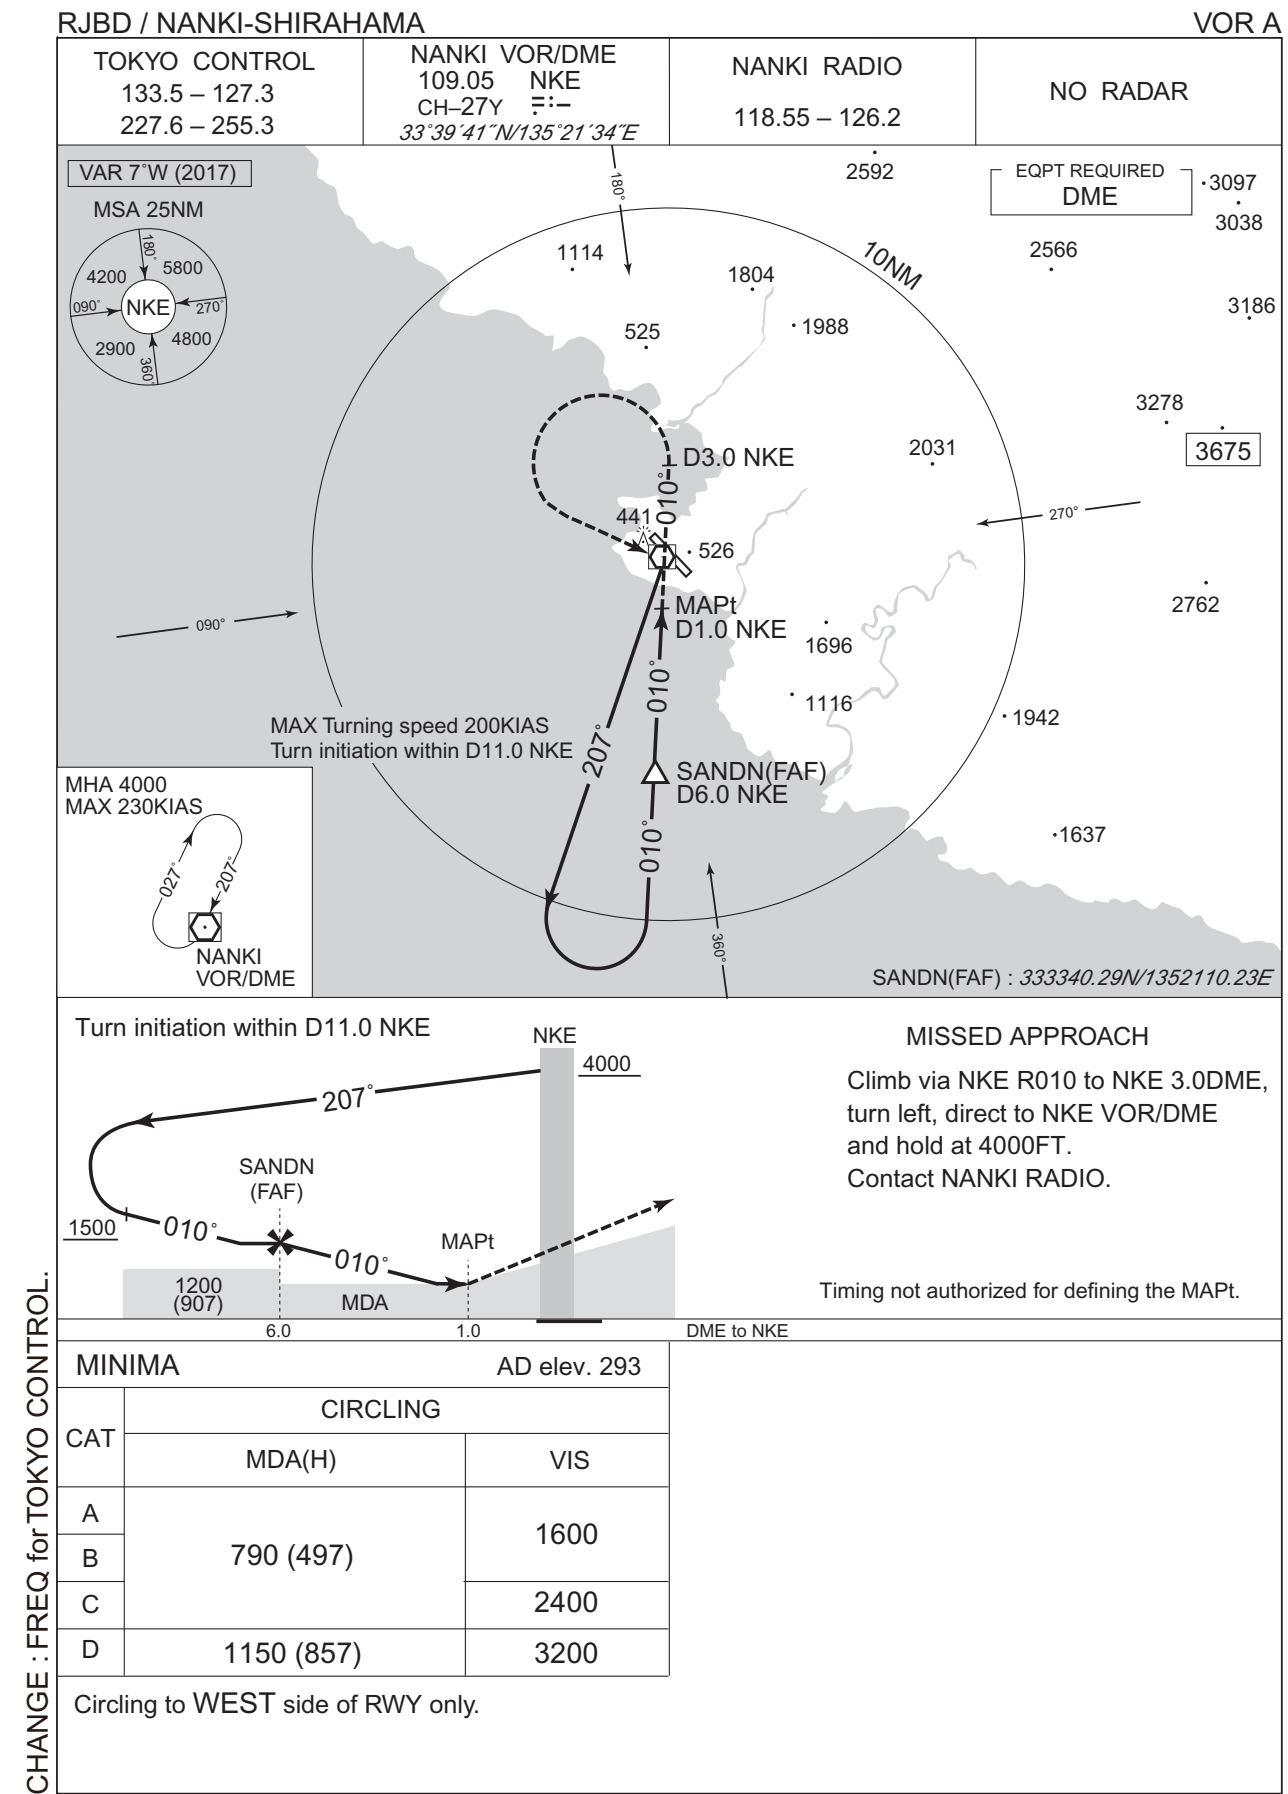 RJBD / NANKI-SHIRAHAMA
VOR A
TOKYO CONTROL
133.5 – 127.3
227.6 – 255.3
NANKI VOR/DME
109.05 NKE
CH–27Y
33°39´41˝N/135°21´34˝E
NANKI RADIO
118.55 – 126.2
NO RADAR
VAR 7°W (2017)
MSA 25NM
180°
4200
5800
090°
NKE
270°
2900
4800
360°
180°
2592
EQPT REQUIRED
DME
3097
3038
1114
10NM
2566
1804
3186
525
1988
3278
3675
D3.0 NKE
2031
010°
441
526
270°
090°
MAPt
D1.0 NKE
2762
1696
010°
1116
1942
MAX Turning speed 200KIAS
Turn initiation within D11.0 NKE
207°
SANDN(FAF)
D6.0 NKE
010°
1637
MHA 4000
MAX 230KIAS
027°
207°
NANKI
VOR/DME
360°
SANDN(FAF) : 333340.29N/1352110.23E
Turn initiation within D11.0 NKE
NKE
4000
207°
SANDN
(FAF)
1500
010°
010°
MAPt
1200
(907)
MDA
6.0
1.0
DME to NKE
MISSED APPROACH
Climb via NKE R010 to NKE 3.0DME,
turn left, direct to NKE VOR/DME
and hold at 4000FT.
Contact NANKI RADIO.
Timing not authorized for defining the MAPt.
MINIMA
AD elev. 293
CAT
CIRCLING
MDA(H)
VIS
A
B
C
D
790 (497)
1600
2400
1150 (857)
3200
Circling to WEST side of RWY only.
CHANGE : FREQ for TOKYO CONTROL.